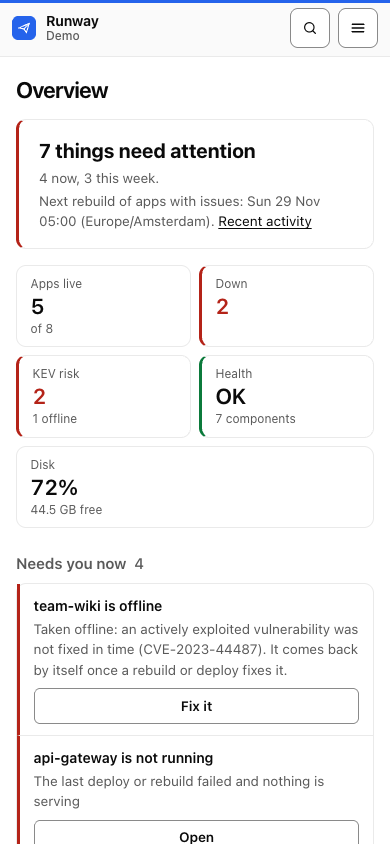 Runway
Demo
Overview
7 things need attention
4 now, 3 this week.
Next rebuild of apps with issues: Sun 29 Nov
05:00 (Europe/Amsterdam). Recent activity
Apps live
5
of 8
Down
2
KEV risk
2
1 offline
Health
OK
7 components
Disk
72%
44.5 GB free
Needs you now 4
team-wiki is offline
Taken offline: an actively exploited vulnerability was
not fixed in time (CVE-2023-44487). It comes back
by itself once a rebuild or deploy fixes it.
Fix it
api-gateway is not running
The last deploy or rebuild failed and nothing is
serving
Open